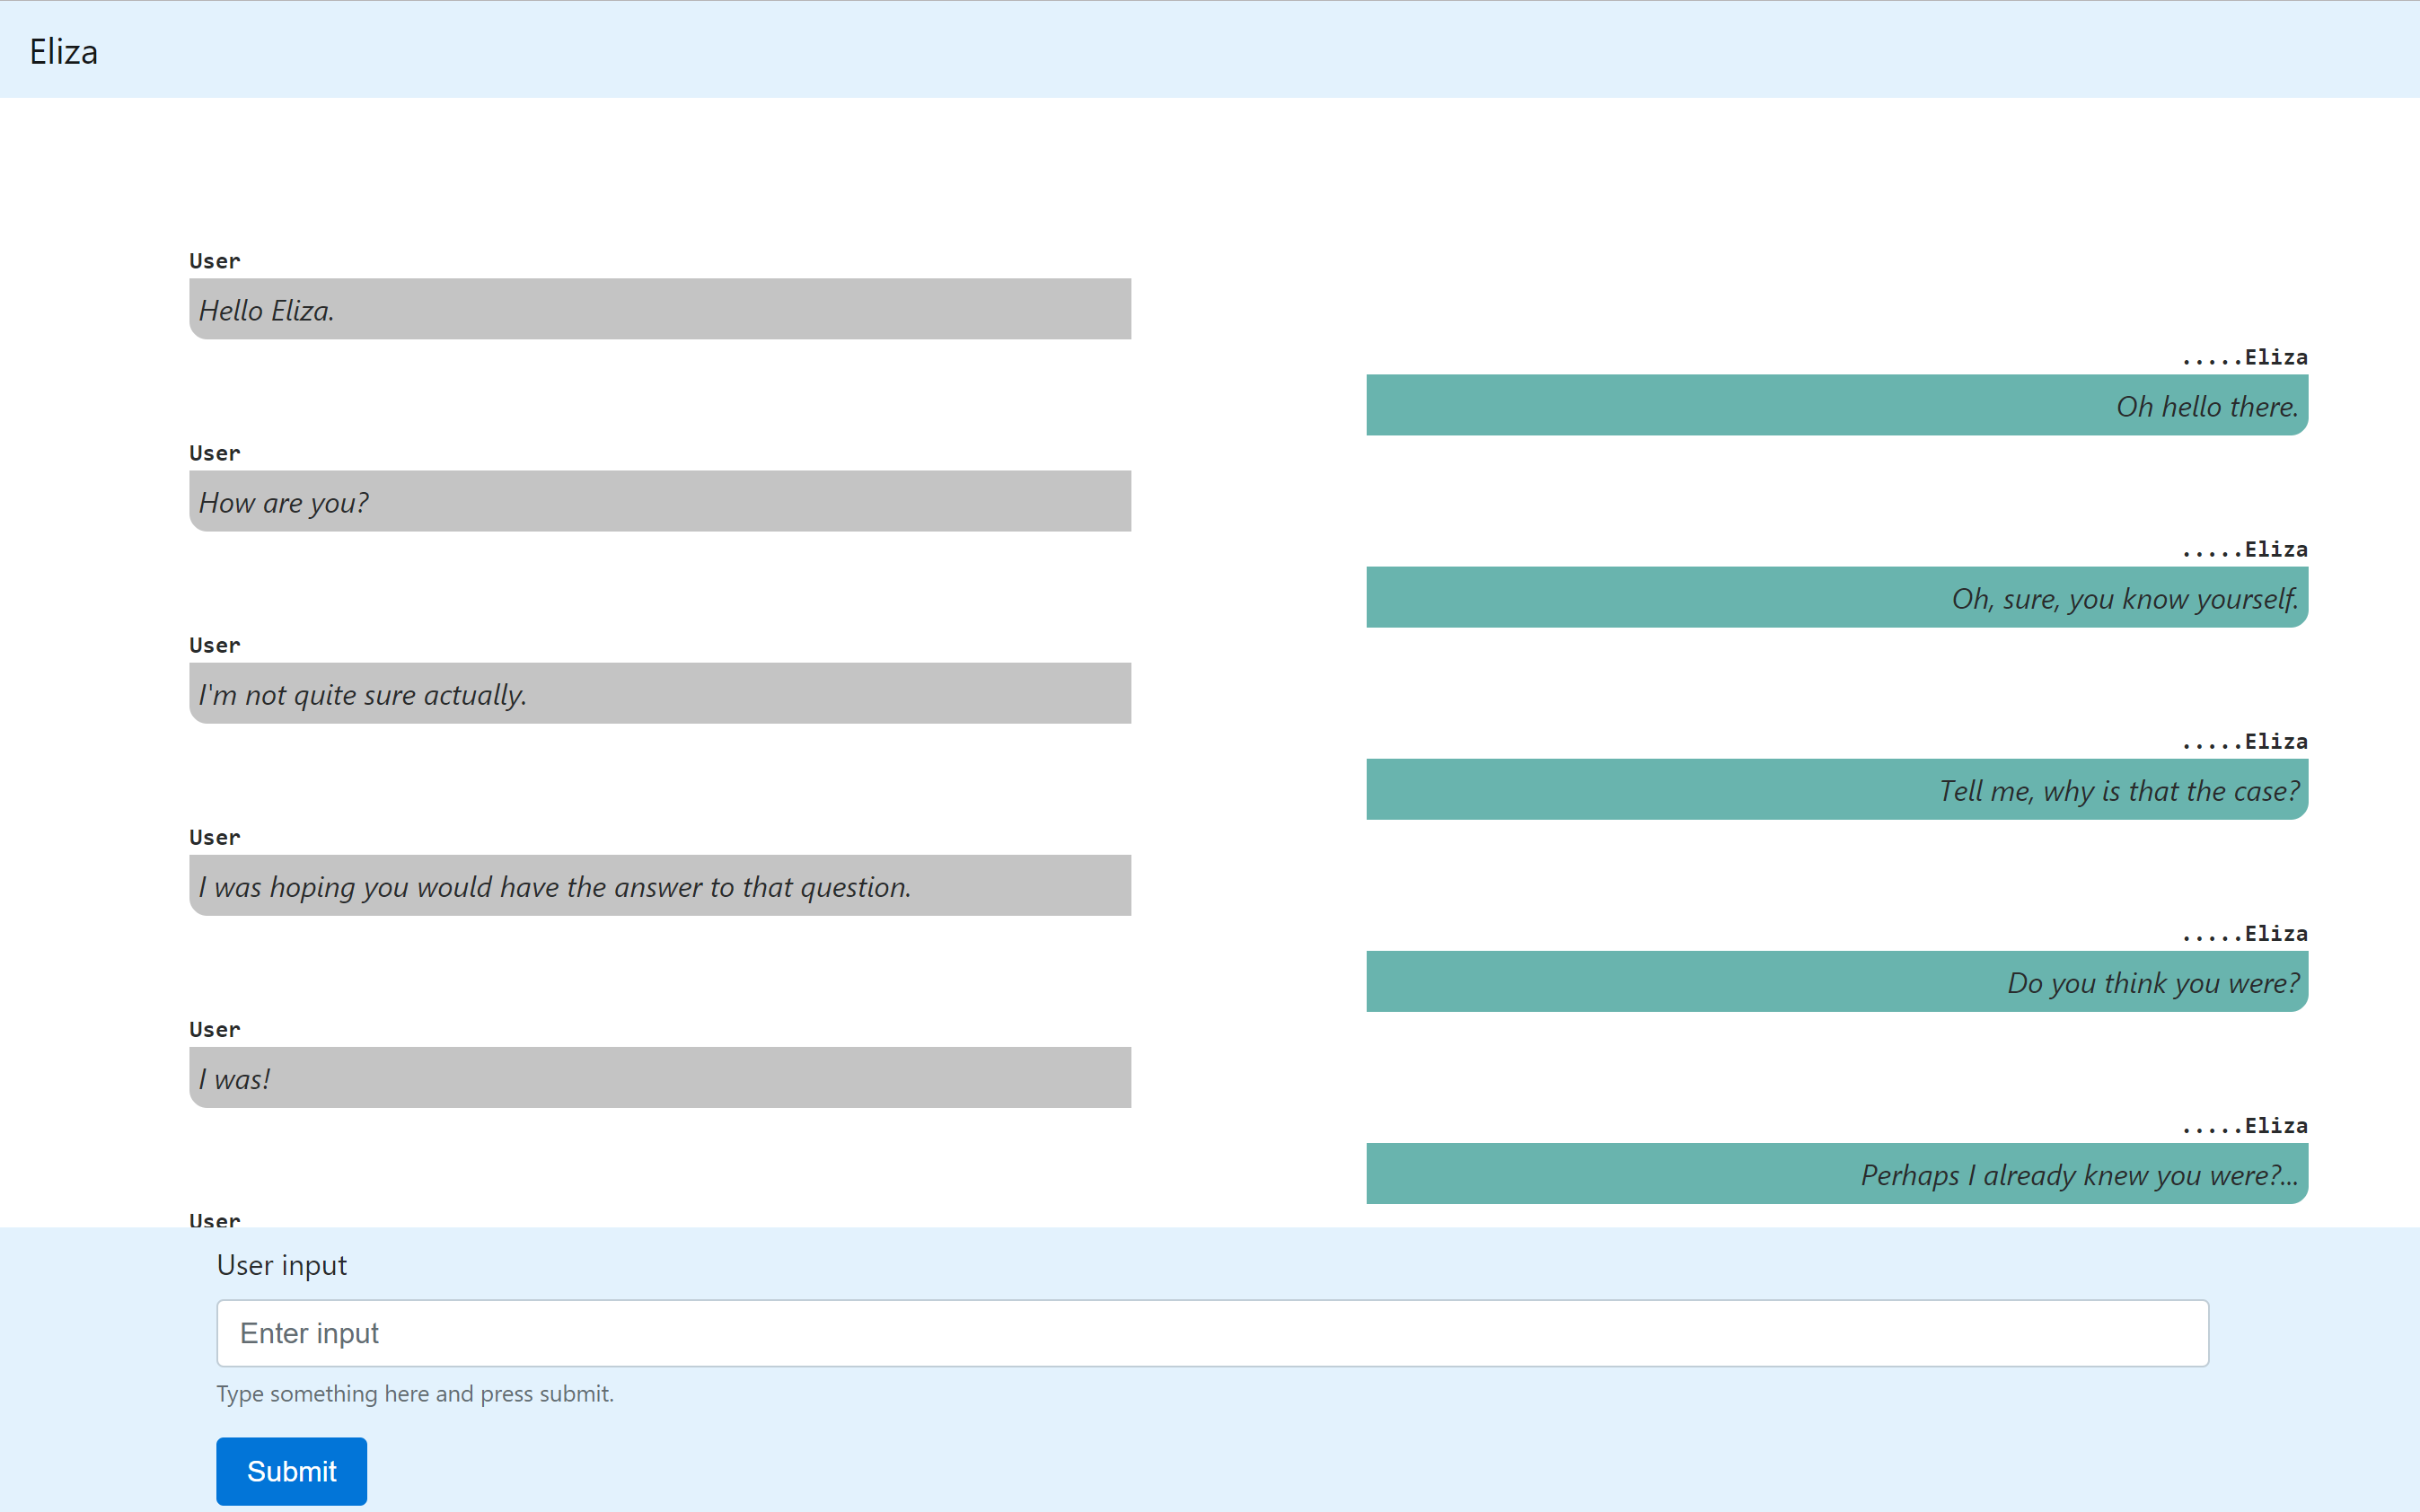 Eliza
User
Hello Eliza.
.....Eliza
Oh hello there.
User
How are you?
.....Eliza
Oh, sure, you know yourself.
User
I'm not quite sure actually.
.....Eliza
Tell me, why is that the case?
User
I was hoping you would have the answer to that question.
.....Eliza
Do you think you were?
User
I was!
.....Eliza
Perhaps I already knew you were?...
User
User input
Enter input
Type something here and press submit.
Submit